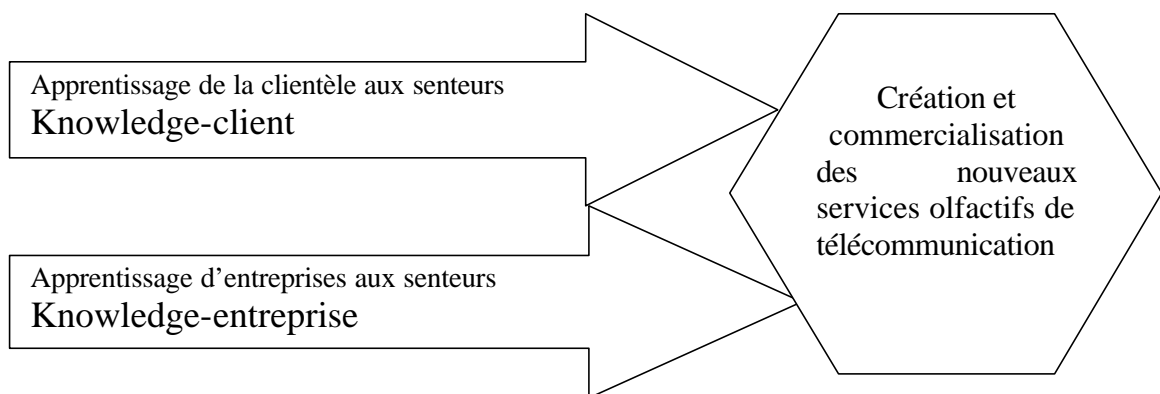 Apprentissage de la clientèle aux senteurs
Knowledge-client
Apprentissage d’entreprises aux senteurs
Knowledge-entreprise
Création et
commercialisation
des nouveaux
services olfactifs de
télécommunication